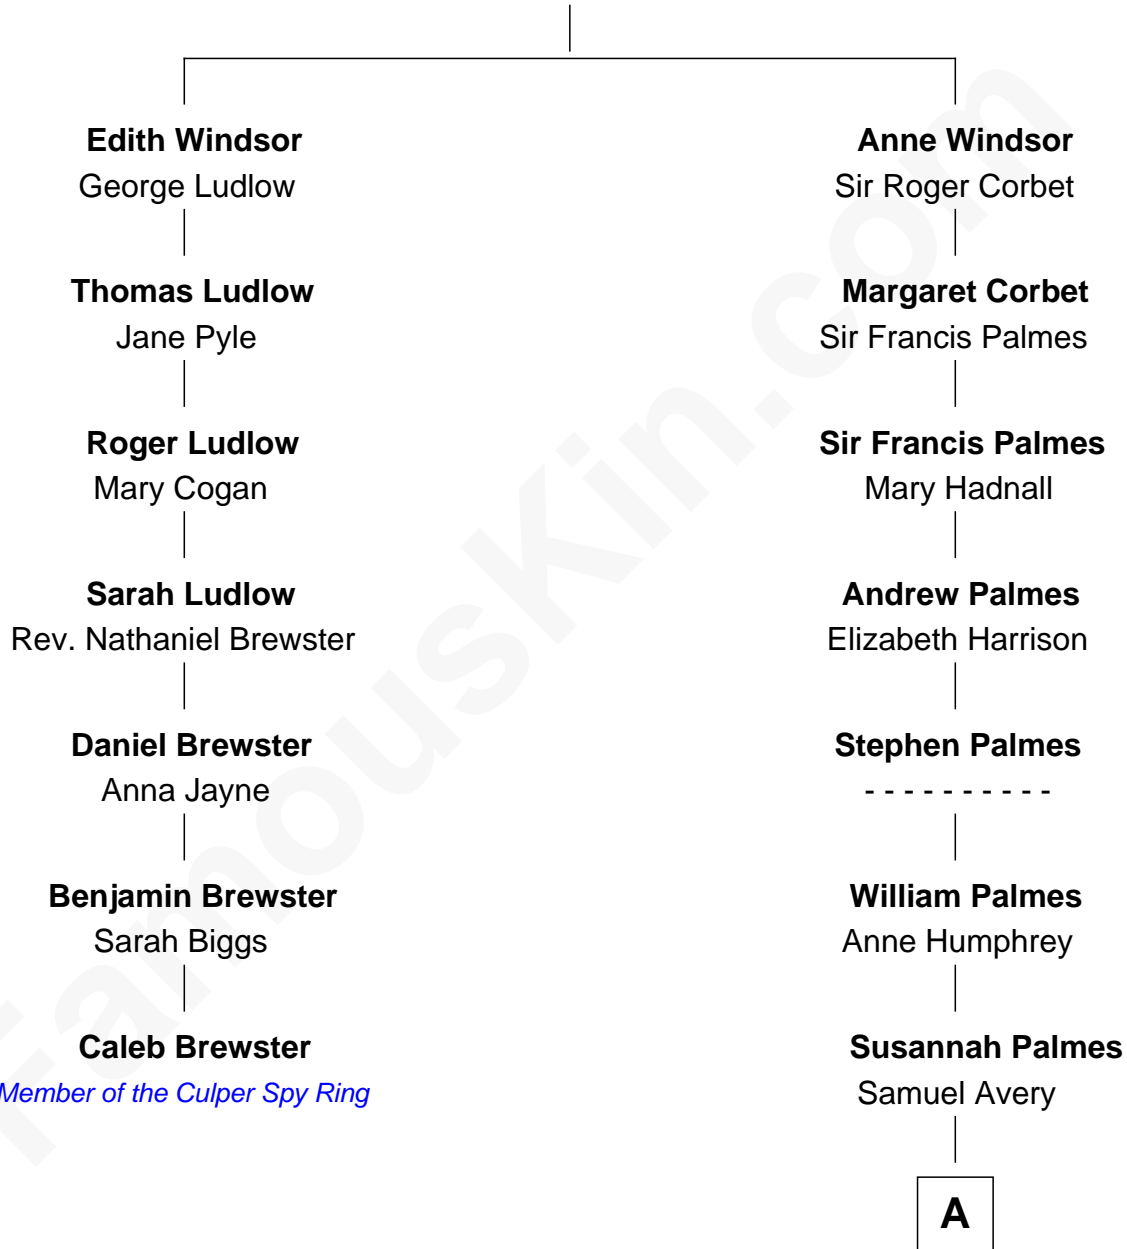 Edith Windsor
George Ludlow
Thomas Ludlow
Jane Pyle
Roger Ludlow
Mary Cogan
Sarah Ludlow
Rev. Nathaniel Brewster
Daniel Brewster
Anna Jayne
Benjamin Brewster
Sarah Biggs
Caleb Brewster
Member of the Culper Spy Ring
Anne Windsor
Sir Roger Corbet
Margaret Corbet
Sir Francis Palmes
Sir Francis Palmes
Mary Hadnall
Andrew Palmes
Elizabeth Harrison
Stephen Palmes
- - - - - - - - - -
William Palmes
Anne Humphrey
Susannah Palmes
Samuel Avery
A
FamousKin.com